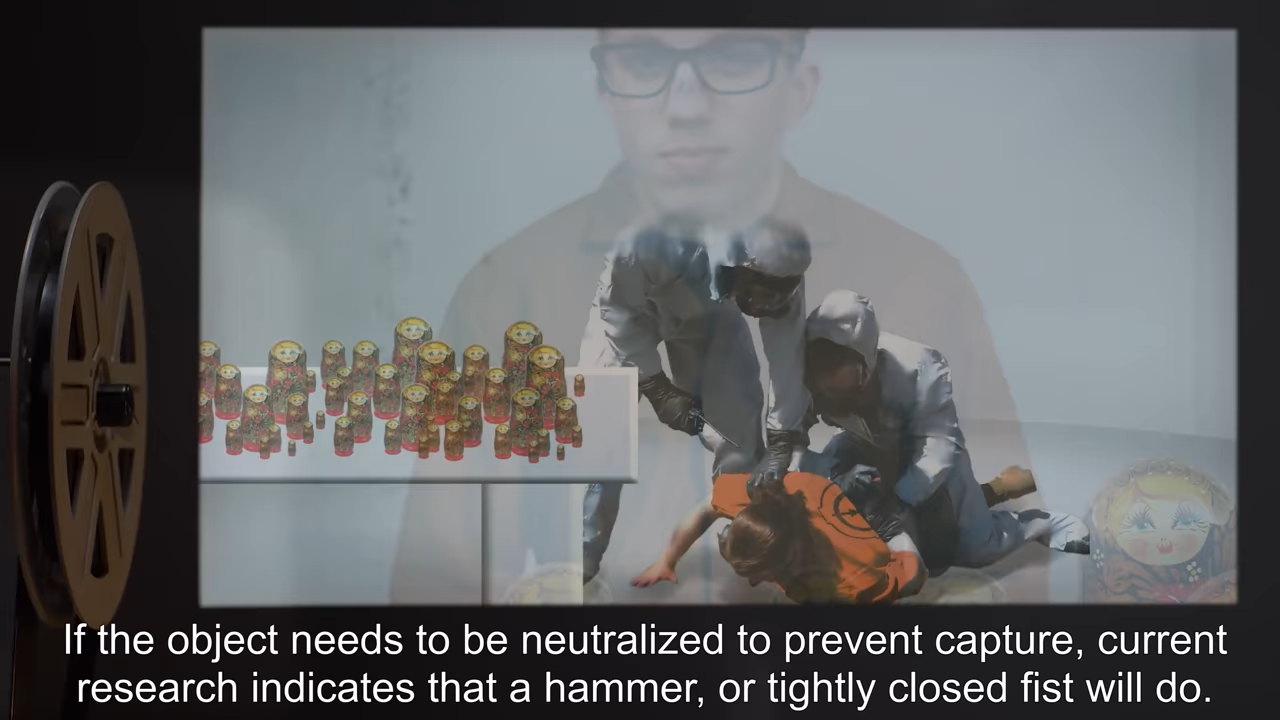 If the object needs to be neutralized to prevent capture, current
research indicates that a hammer, or tightly closed fist will do.